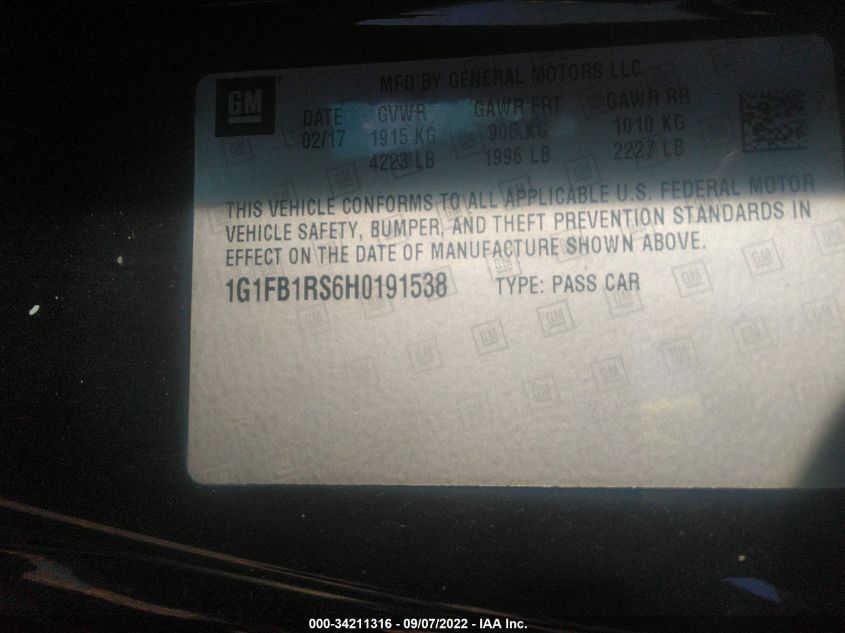 GM
MFD BY GENERAL MOTORS LLC
DATE GVWR GAWR FRT GAWR RR
02/17 1915 KG 905 KG 1010 KG
4223 LB 1996 LB 2227 LB
THIS VEHICLE CONFORMS TO ALL APPLICABLE U.S. FEDERAL MOTOR
VEHICLE SAFETY, BUMPER, AND THEFT PREVENTION STANDARDS IN
EFFECT ON THE DATE OF MANUFACTURE SHOWN ABOVE.
1G1FB1RS6H0191538 TYPE: PASS CAR
000-34211316 - 09/07/2022 - IAA Inc.